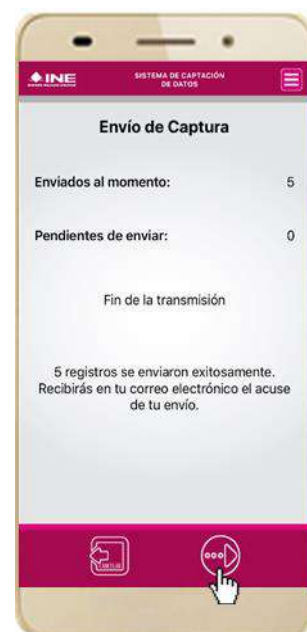 INE
SISTEMA DE CAPTACIÓN
DE DATOS
Envío de Captura
Enviados al momento: 5
Pendientes de enviar: 0
Fin de la transmisión
5 registros se enviaron exitosamente.
Recibirás en tu correo electrónico el acuse
de tu envío.